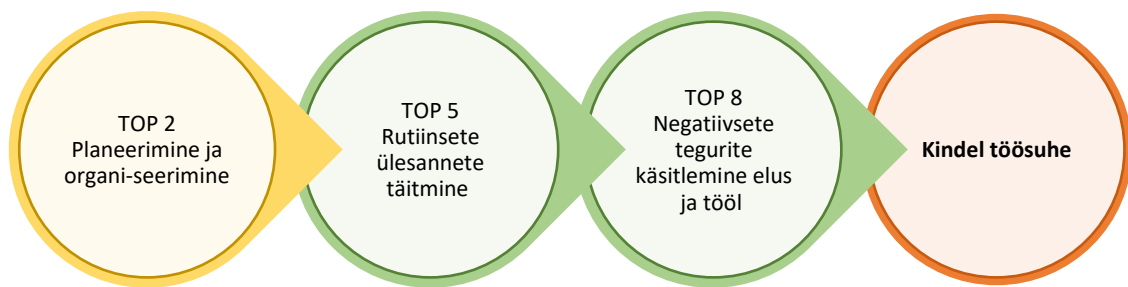 TOP 2
Planeerimine ja
organi-seerimine
TOP 5
Rutiinsete
ülesannete
täitmine
TOP 8
Negatiivsete
tegurite
käsitlemine elus
ja tööl
Kindel töösuhe